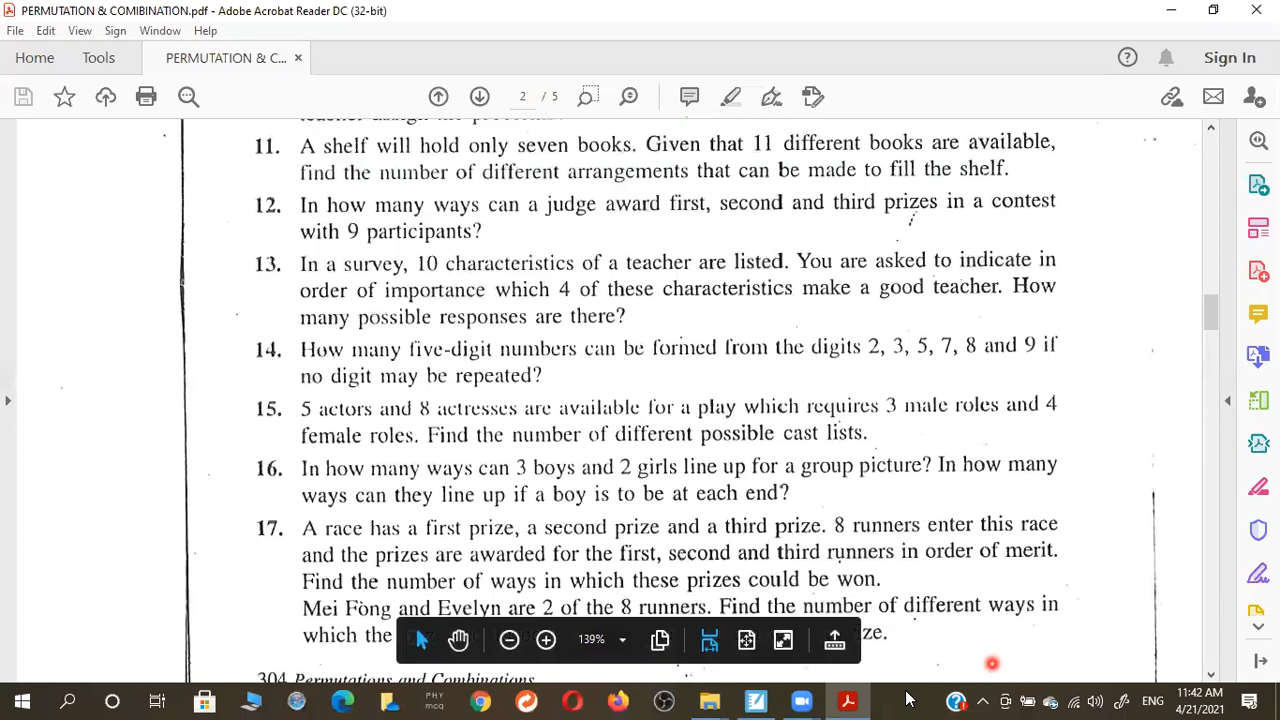 PERMUTATION & COMBINATION.pdf - Adobe Acrobat Reader DC (32-bit)
File Edit View Sign Window Help
Home Tools PERMUTATION & C... × Sign In
2 / 5
11. A shelf will hold only seven books. Given that 11 different books are available,
find the number of different arrangements that can be made to fill the shelf.
12. In how many ways can a judge award first, second and third prizes in a contest
with 9 participants?
13. In a survey, 10 characteristics of a teacher are listed. You are asked to indicate in
order of importance which 4 of these characteristics make a good teacher. How
many possible responses are there?
14. How many five-digit numbers can be formed from the digits 2, 3, 5, 7, 8 and 9 if
no digit may be repeated?
15. 5 actors and 8 actresses are available for a play which requires 3 male roles and 4
female roles. Find the number of different possible cast lists.
16. In how many ways can 3 boys and 2 girls line up for a group picture? In how many
ways can they line up if a boy is to be at each end?
17. A race has a first prize, a second prize and a third prize. 8 runners enter this race
and the prizes are awarded for the first, second and third runners in order of merit.
Find the number of ways in which these prizes could be won.
Mei Fong and Evelyn are 2 of the 8 runners. Find the number of different ways in
which the
139%
304 Permutations and Combinations
PHY
mcq
ENG
11:42 AM
4/21/2021